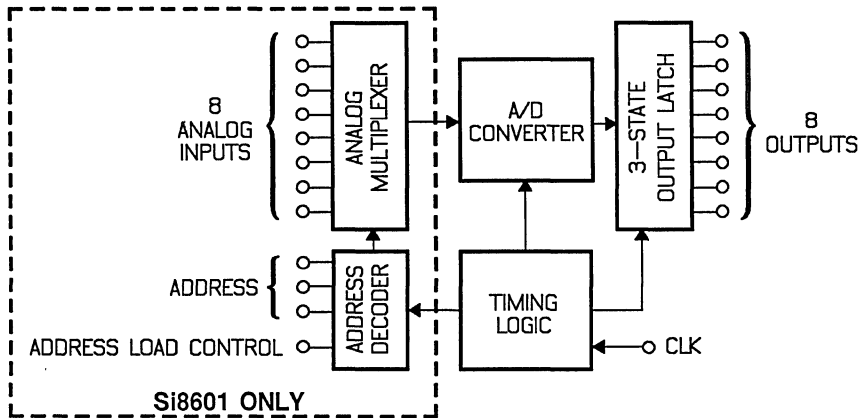 8
ANALOG
INPUTS
ANALOG
MULTIPLEXER
A/D
CONVERTER
3-STATE
OUTPUT LATCH
8
OUTPUTS
ADDRESS
ADDRESS LOAD CONTROL
ADDRESS
DECODER
TIMING
LOGIC
CLK
Si8601 ONLY